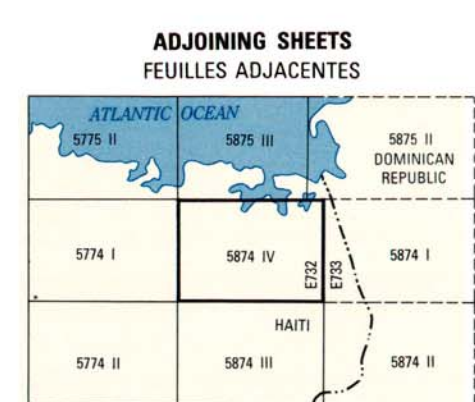 ADJOINING SHEETS
FEUILLES ADJACENTES
ATLANTIC OCEAN
5775 II
5875 III
5875 II
DOMINICAN
REPUBLIC
5774 I
5874 IV
E732
E733
5874 I
HAITI
5774 II
5874 III
5874 II